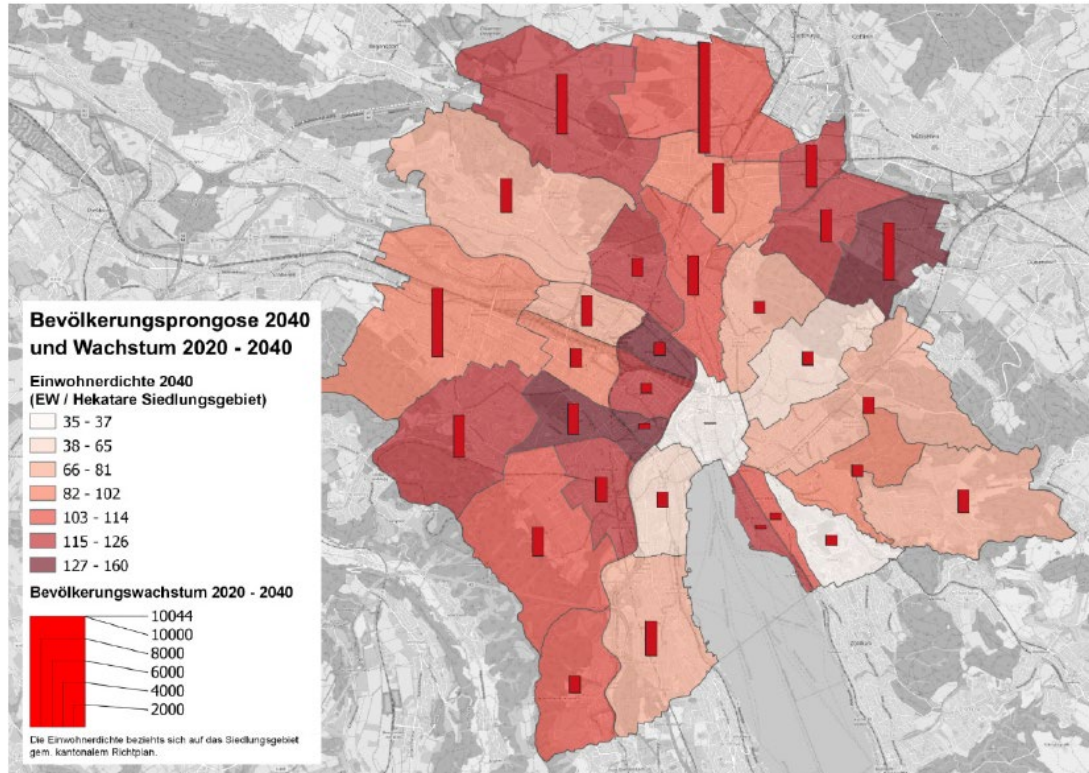 Bevölkerungsprongose 2040
und Wachstum 2020 - 2040
Einwohnerdichte 2040
(EW / Hekatare Siedlungsgebiet)
35 - 37
38 - 65
66 - 81
82 - 102
103 - 114
115 - 126
127 - 160
Bevölkerungswachstum 2020 - 2040
10044
10000
8000
6000
4000
2000
Die Einwohnerdichte beziehts sich auf das Siedlungsgebiet
gem. kantonalem Richtplan.